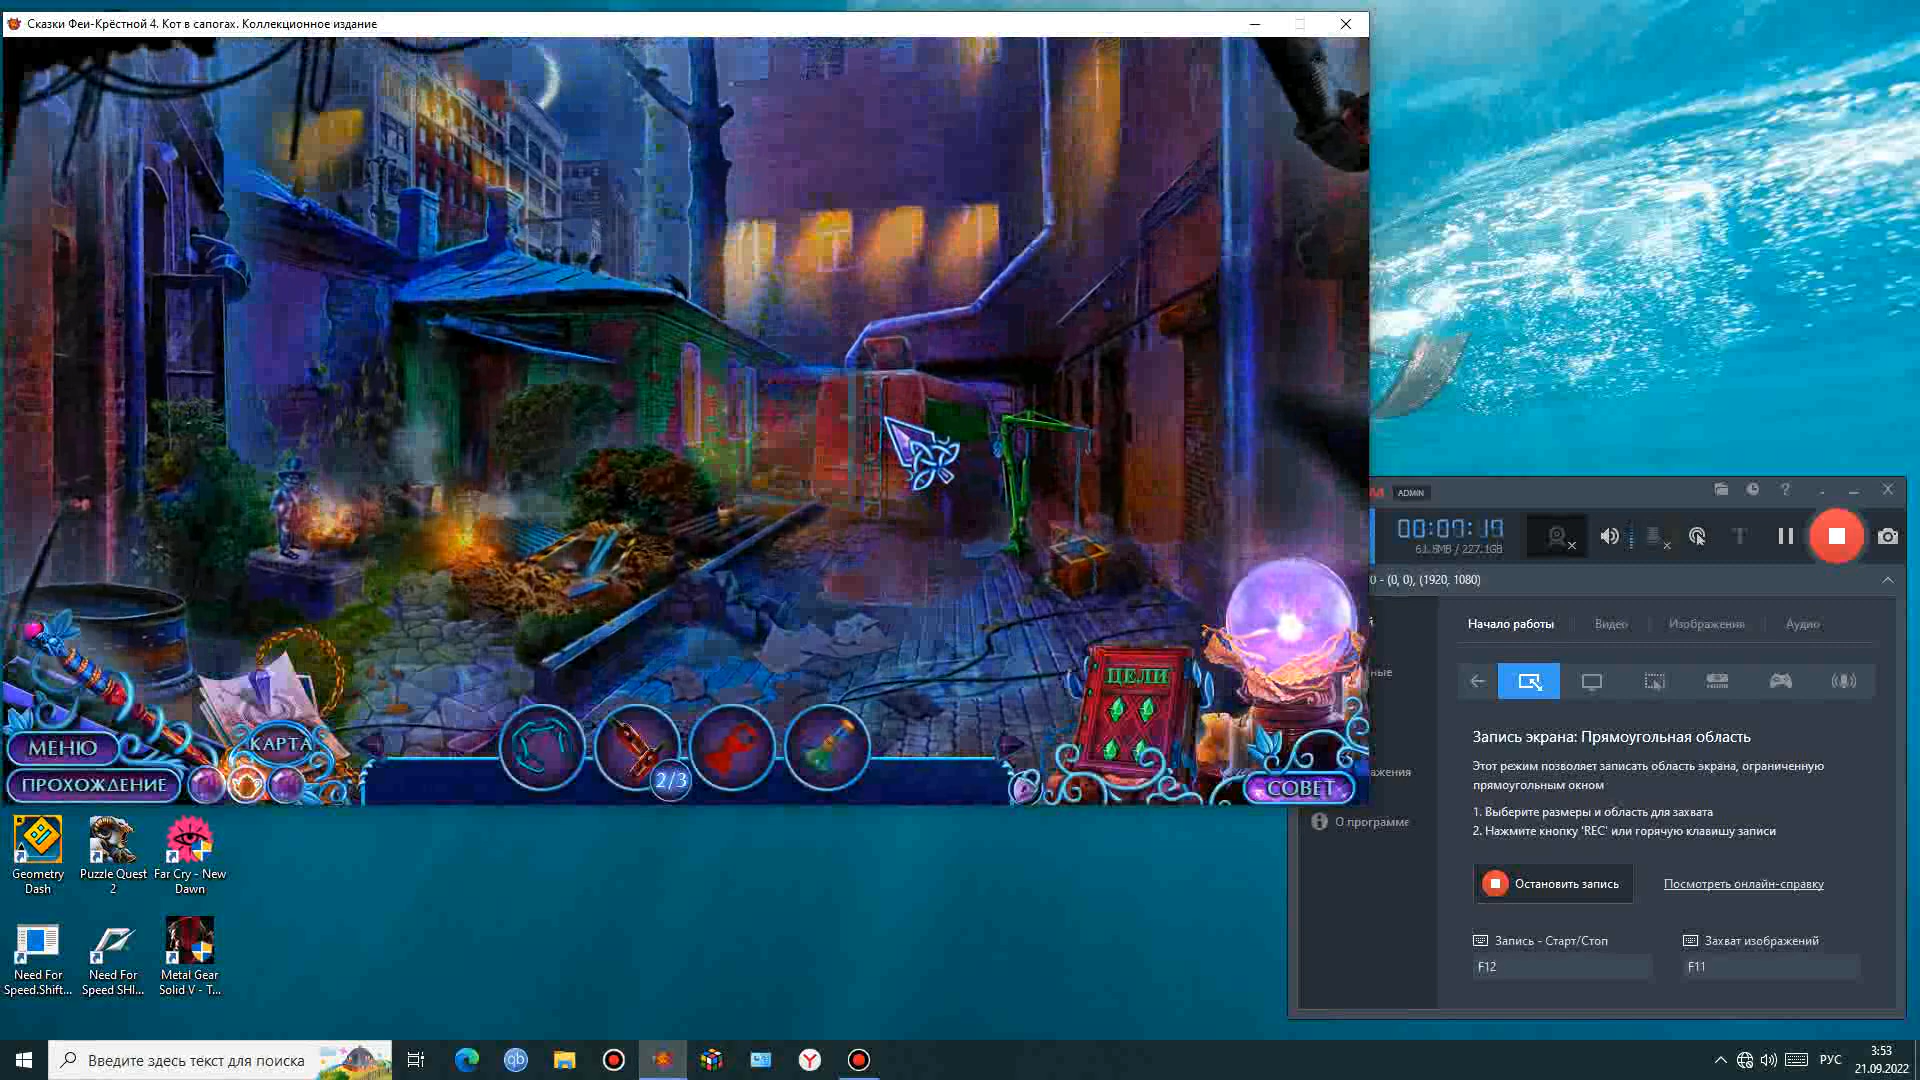 Сказки Феи-Крёстной 4. Кот в сапогах. Коллекционное издание
ЦЕЛИ
МЕНЮ
КАРТА
ПРОХОЖДЕНИЕ
2/3
СОВЕТ
ADMIN
00:07:19
61.8MB / 227.1GB
0 - (0, 0), (1920, 1080)
Начало работы
Видео
Изображения
Аудио
Запись экрана: Прямоугольная область
Этот режим позволяет записать область экрана, ограниченную
прямоугольным окном
1. Выберите размеры и область для захвата
2. Нажмите кнопку 'REC' или горячую клавишу записи
О программе
Остановить запись
Посмотреть онлайн-справку
Запись - Старт/Стоп
Захват изображений
F12
F11
Geometry
Dash
Puzzle Quest
2
Far Cry - New
Dawn
Need For
Speed.Shift...
Need For
Speed SHI...
Metal Gear
Solid V - T...
Введите здесь текст для поиска
РУС
3:53
21.09.2022